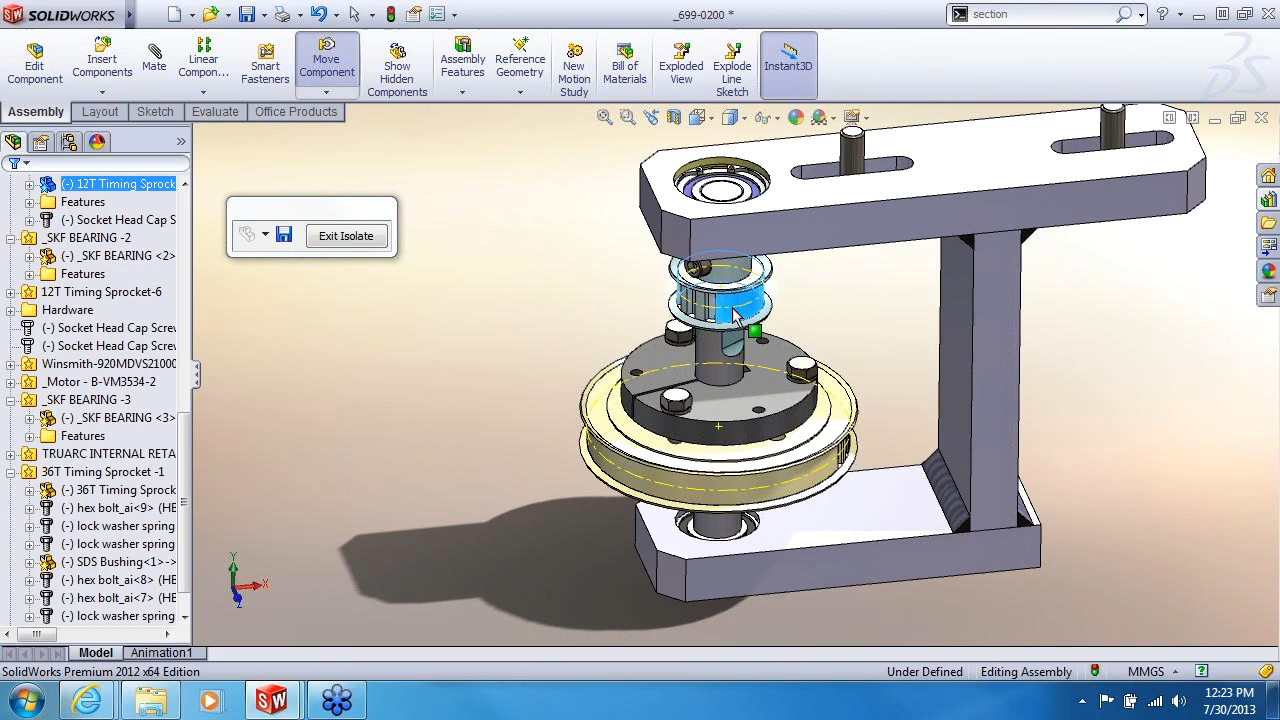 SOLIDWORKS
_699-0200 *
section
Edit Component
Insert Components
Mate
Linear Compon...
Smart Fasteners
Move Component
Show Hidden Components
Assembly Features
Reference Geometry
New Motion Study
Bill of Materials
Exploded View
Explode Line Sketch
Instant3D
Assembly
Layout
Sketch
Evaluate
Office Products
(-) 12T Timing Sprock
Features
(-) Socket Head Cap S
_SKF BEARING -2
(-) _SKF BEARING <2>
Features
12T Timing Sprocket-6
Hardware
(-) Socket Head Cap Screw
(-) Socket Head Cap Screw
Winsmith-920MDVS21000
_Motor - B-VM3534-2
_SKF BEARING -3
(-) _SKF BEARING <3>
Features
TRUARC INTERNAL RETA
36T Timing Sprocket -1
(-) 36T Timing Sprock
(-) hex bolt_ai<9> (HE
(-) lock washer spring
(-) lock washer spring
(-) SDS Bushing<1>->
(-) hex bolt_ai<8> (HE
(-) hex bolt_ai<7> (HE
(-) lock washer spring
Exit Isolate
Y
X
Z
Model
Animation1
SolidWorks Premium 2012 x64 Edition
Under Defined
Editing Assembly
MMGS
12:23 PM
7/30/2013